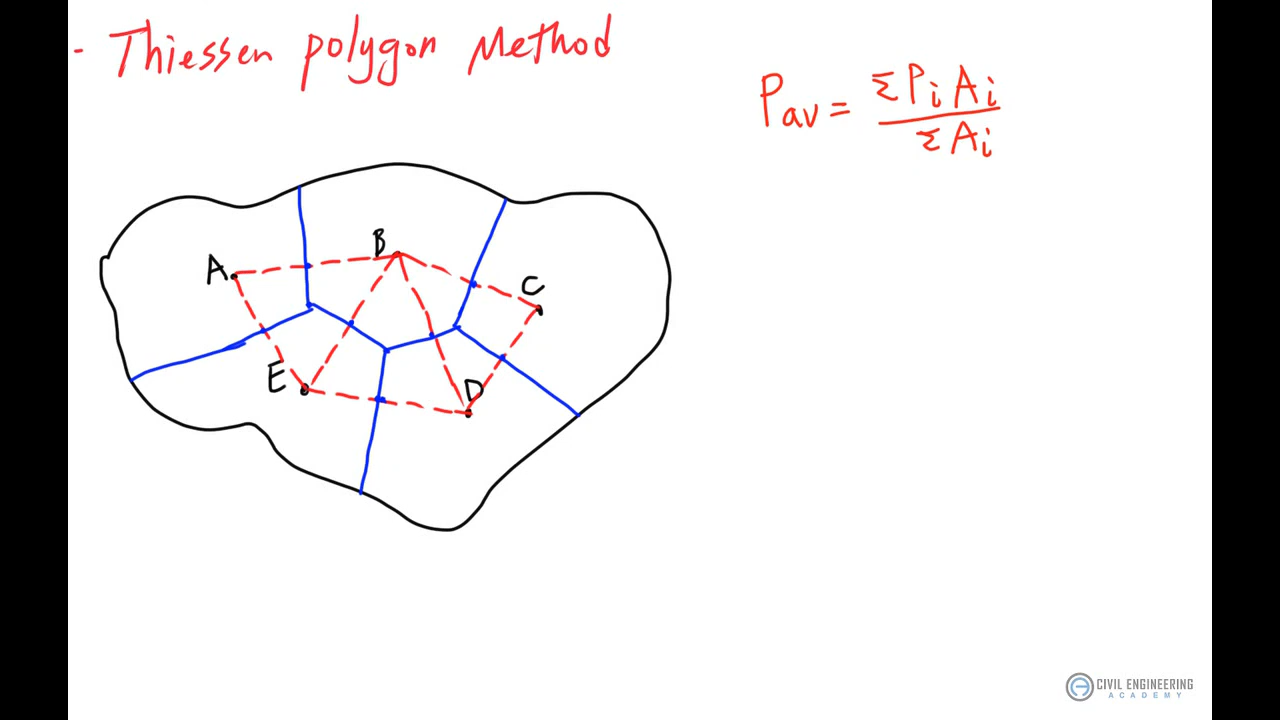 - Thiessen polygon Method
Pav = ΣPiAi / ΣAi
A
B
C
E
D
CIVIL ENGINEERING
ACADEMY